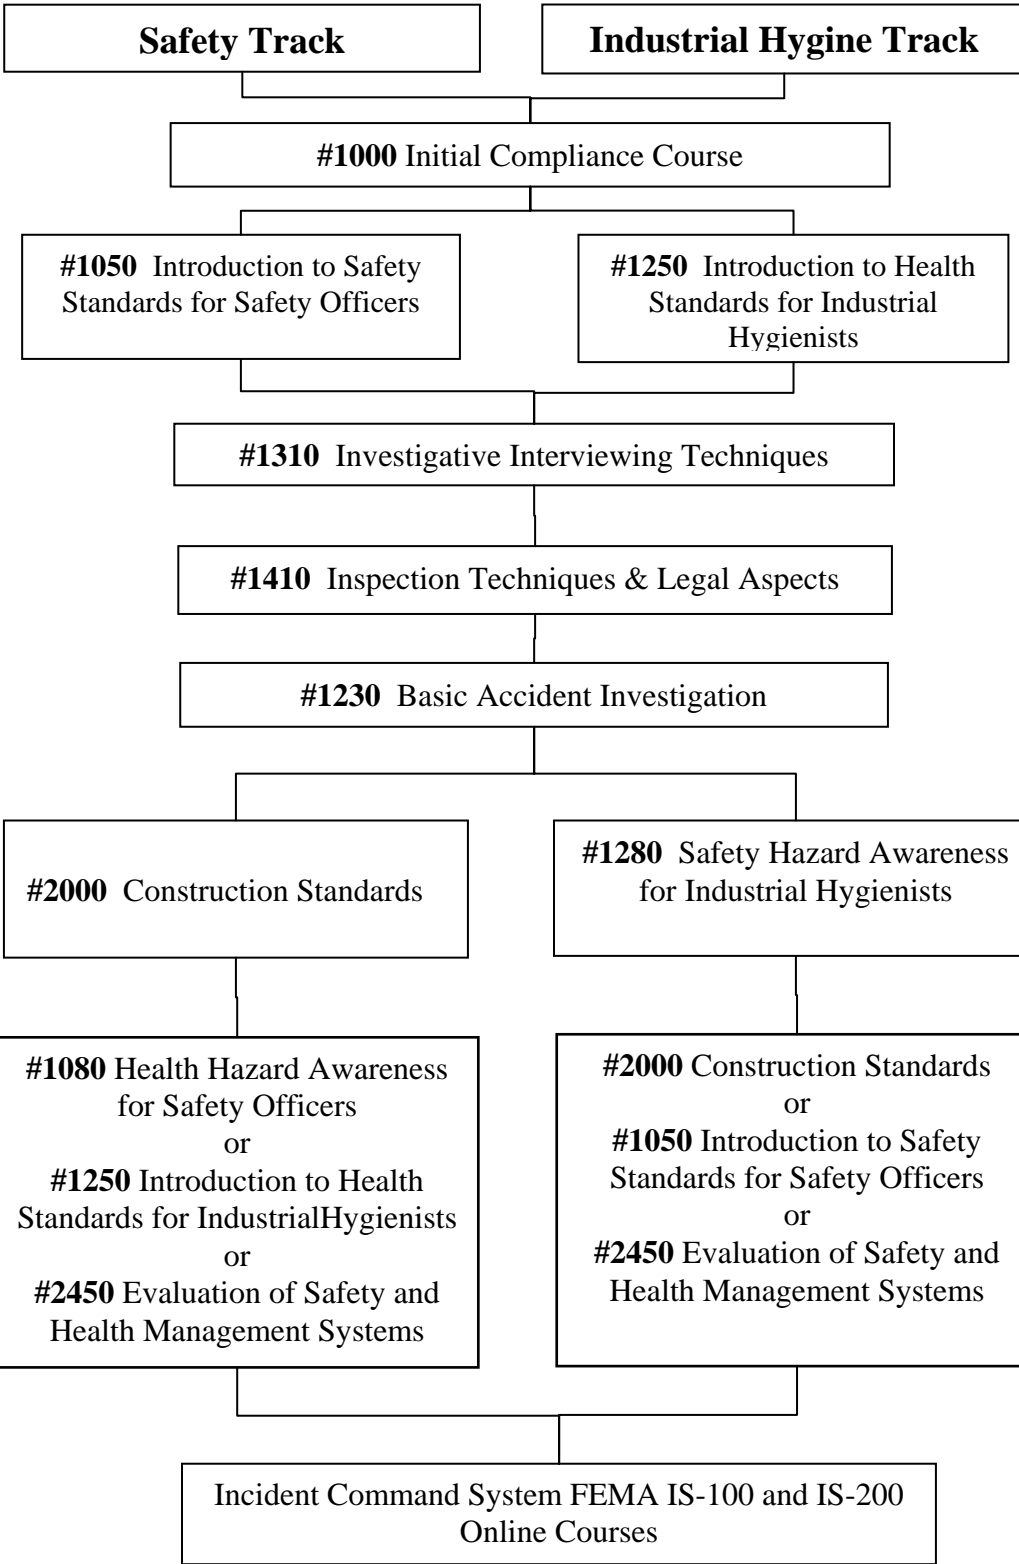 Safety Track
Industrial Hygine Track
#1000 Initial Compliance Course
#1050 Introduction to Safety
Standards for Safety Officers
#1250 Introduction to Health
Standards for Industrial
Hygienists
#1310 Investigative Interviewing Techniques
#1410 Inspection Techniques & Legal Aspects
#1230 Basic Accident Investigation
#2000 Construction Standards
#1280 Safety Hazard Awareness
for Industrial Hygienists
#1080 Health Hazard Awareness
for Safety Officers
or
#1250 Introduction to Health
Standards for IndustrialHygienists
or
#2450 Evaluation of Safety and
Health Management Systems
#2000 Construction Standards
or
#1050 Introduction to Safety
Standards for Safety Officers
or
#2450 Evaluation of Safety and
Health Management Systems
Incident Command System FEMA IS-100 and IS-200
Online Courses